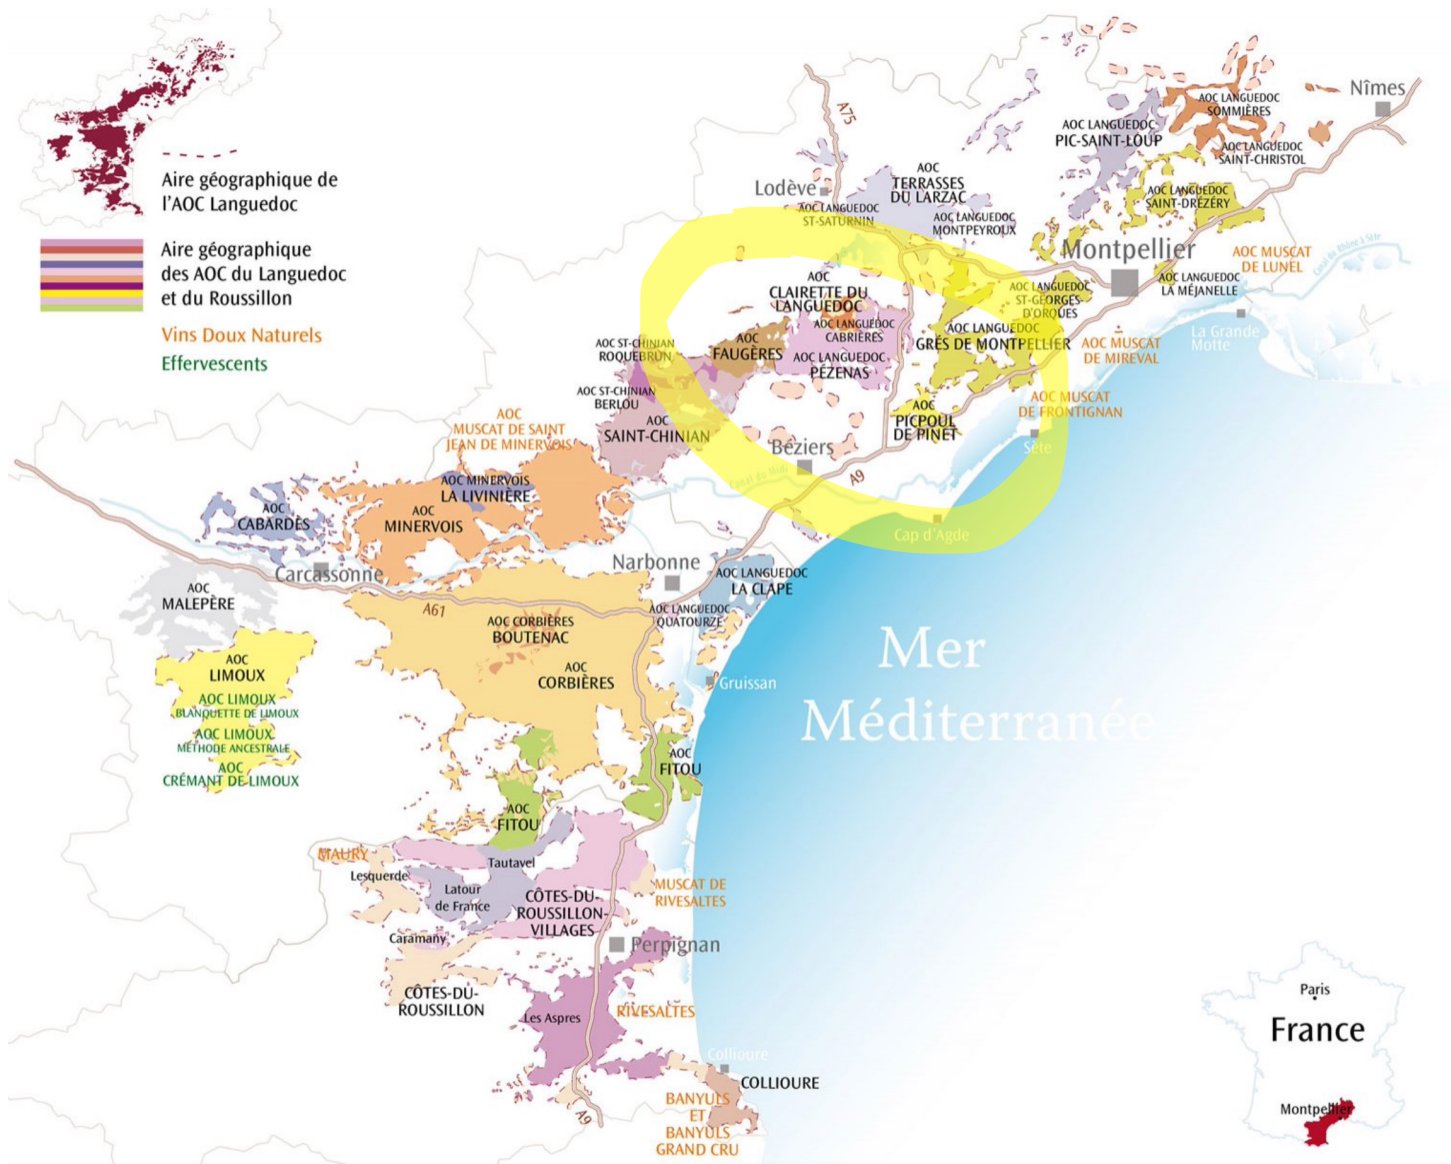 Aire géographique de
l'AOC Languedoc
Aire géographique
des AOC du Languedoc
et du Roussillon
Vins Doux Naturels
Effervescents
A75
Nîmes
AOC LANGUEDOC
SOMMIÈRES
AOC LANGUEDOC
PIC-SAINT-LOUP
AOC LANGUEDOC
SAINT-CHRISTOL
AOC
TERRASSES
DU LARZAC
Lodève
AOC LANGUEDOC
SAINT-DRÉZÉRY
AOC LANGUEDOC
ST-SATURNIN
AOC LANGUEDOC
MONTPEYROUX
Montpellier
AOC MUSCAT
DE LUNEL
Canal du Rhône à Sète
AOC
CLAIRETTE DU
LANGUEDOC
AOC LANGUEDOC
ST-GEORGES-
D'ORQUES
AOC LANGUEDOC
LA MÉJANELLE
La Grande
Motte
AOC LANGUEDOC
CABRIÈRES
AOC LANGUEDOC
GRÉS DE MONTPELLIER
AOC MUSCAT
DE MIREVAL
AOC
FAUGÈRES
AOC ST-CHINIAN
ROQUEBRUN
AOC LANGUEDOC
PÉZENAS
AOC ST-CHINIAN
BERLOU
AOC MUSCAT
DE FRONTIGNAN
AOC
PICPOUL
DE PINET
AOC
SAINT-CHINIAN
AOC
MUSCAT DE SAINT
JEAN DE MINERVOIS
Béziers
Sète
Canal du Midi
A9
AOC MINERVOIS
LA LIVINIÈRE
AOC
CABARDÈS
AOC
MINERVOIS
Cap d'Agde
Carcassonne
Narbonne
AOC LANGUEDOC
LA CLAPE
AOC
MALEPÈRE
A61
AOC LANGUEDOC
QUATOURZE
AOC CORBIÈRES
BOUTENAC
AOC
CORBIÈRES
Mer
Méditerranée
AOC
LIMOUX
AOC LIMOUX
BLANQUETTE DE LIMOUX
AOC LIMOUX
MÉTHODE ANCESTRALE
AOC
CRÉMANT DE LIMOUX
Gruissan
AOC
FITOU
AOC
FITOU
MAURY
Tautavel
Lesquerde
Latour
de France
CÔTES-DU-
ROUSSILLON-
VILLAGES
MUSCAT DE
RIVESALTES
Caramany
Perpignan
CÔTES-DU-
ROUSSILLON
Les Aspres
RIVESALTES
Collioure
COLLIOURE
A9
BANYULS
ET
BANYULS
GRAND CRU
Paris
France
Montpellier